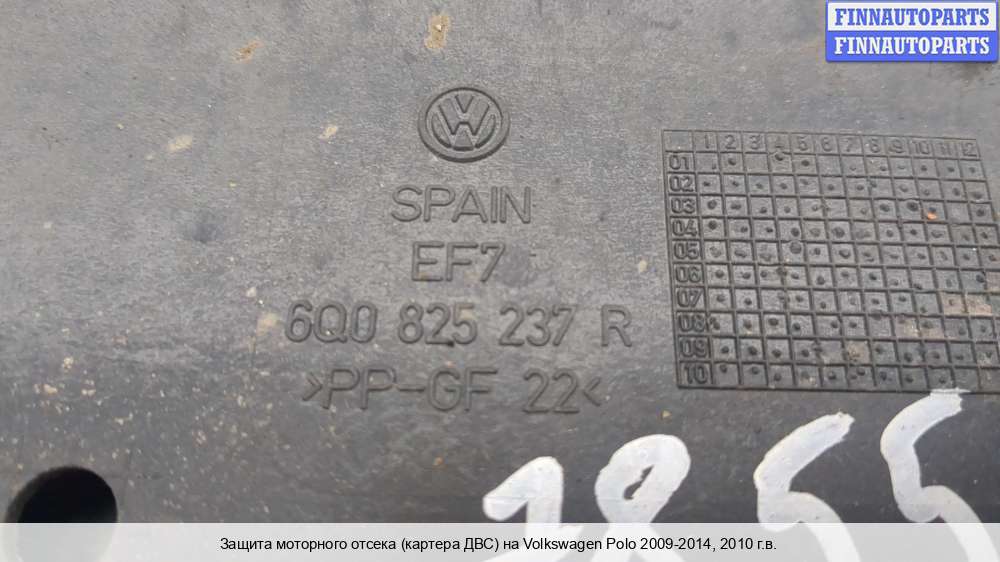 FINNAUTOPARTS
FINNAUTOPARTS
SPAIN
EF7
6Q0 825 237 R
>PP-GF 22<
1 2 3 4 5 6 7 8 9 10 11 12
01
02
03
04
05
06
07
08
09
10
Защита моторного отсека (картера ДВС) на Volkswagen Polo 2009-2014, 2010 г.в.